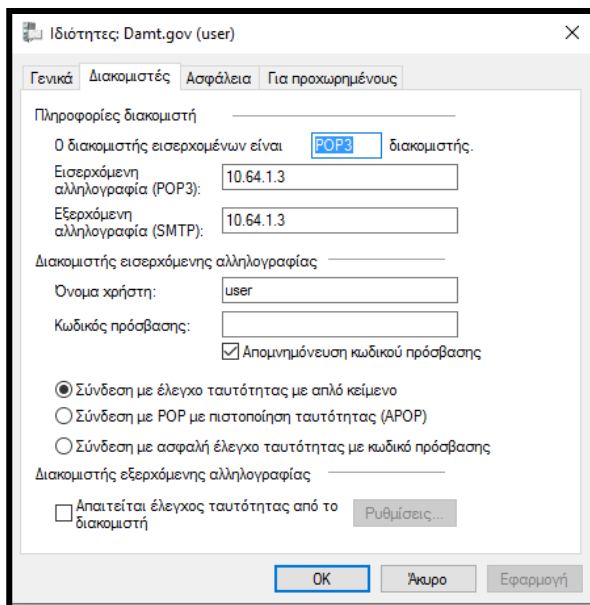 Ιδιότητες: Damt.gov (user)
Γενικά Διακομιστές Ασφάλεια Για προχωρημένους
Πληροφορίες διακομιστή
Ο διακομιστής εισερχομένων είναι POP3 διακομιστής.
Εισερχόμενη
αλληλογραφία (POP3): 10.64.1.3
Εξερχόμενη
αλληλογραφία (SMTP): 10.64.1.3
Διακομιστής εισερχόμενης αλληλογραφίας
Όνομα χρήστη: user
Κωδικός πρόσβασης:
Απομνημόνευση κωδικού πρόσβασης
Σύνδεση με έλεγχο ταυτότητας με απλό κείμενο
Σύνδεση με POP με πιστοποίηση ταυτότητας (APOP)
Σύνδεση με ασφαλή έλεγχο ταυτότητας με κωδικό πρόσβασης
Διακομιστής εξερχόμενης αλληλογραφίας
Απαιτείται έλεγχος ταυτότητας από το
διακομιστή Ρυθμίσεις...
OK Άκυρο Εφαρμογή